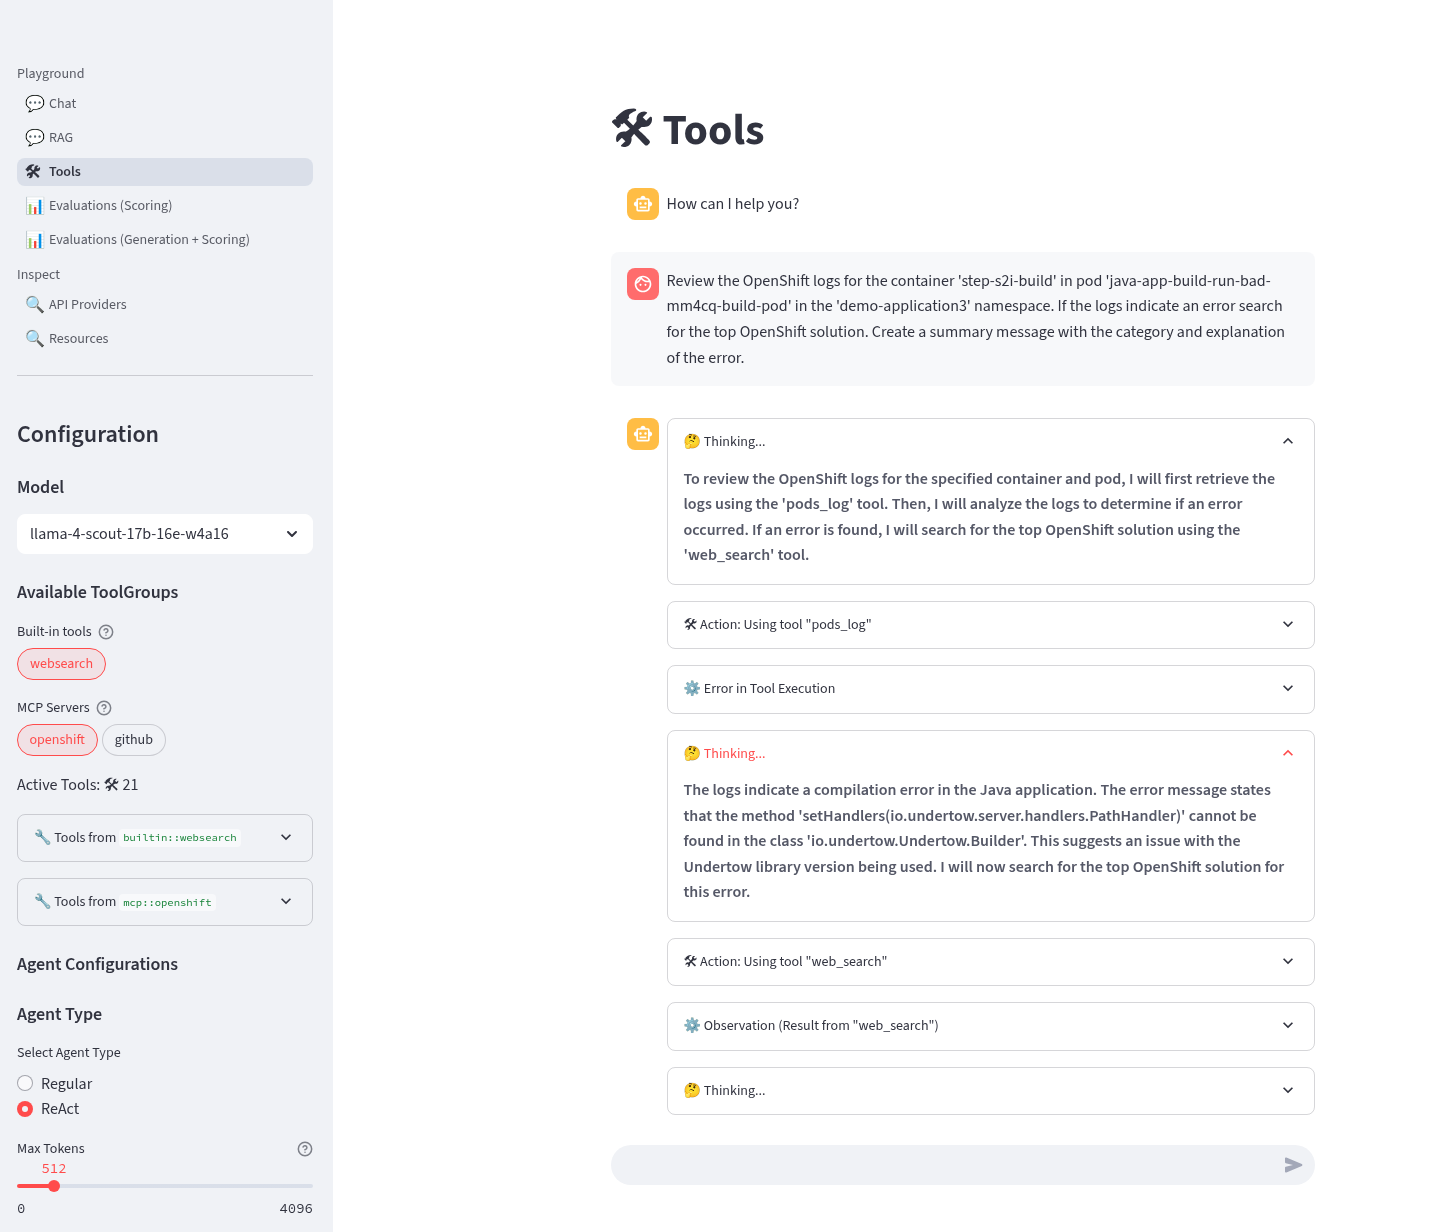 Playground
💬 Chat
💬 RAG
🛠 Tools
📊 Evaluations (Scoring)
📊 Evaluations (Generation + Scoring)
Inspect
🔍 API Providers
🔍 Resources
Configuration
Model
llama-4-scout-17b-16e-w4a16
Available ToolGroups
Built-in tools
websearch
MCP Servers
openshift github
Active Tools: 🛠 21
🔧 Tools from builtin::websearch
🔧 Tools from mcp::openshift
Agent Configurations
Agent Type
Select Agent Type
Regular
ReAct
Max Tokens
512
0 4096
🛠 Tools
How can I help you?
Review the OpenShift logs for the container 'step-s2i-build' in pod 'java-app-build-run-bad-
mm4cq-build-pod' in the 'demo-application3' namespace. If the logs indicate an error search
for the top OpenShift solution. Create a summary message with the category and explanation
of the error.
🤔 Thinking...
To review the OpenShift logs for the specified container and pod, I will first retrieve the
logs using the 'pods_log' tool. Then, I will analyze the logs to determine if an error
occurred. If an error is found, I will search for the top OpenShift solution using the
'web_search' tool.
🛠 Action: Using tool "pods_log"
⚙️ Error in Tool Execution
🤔 Thinking...
The logs indicate a compilation error in the Java application. The error message states
that the method 'setHandlers(io.undertow.server.handlers.PathHandler)' cannot be
found in the class 'io.undertow.Undertow.Builder'. This suggests an issue with the
Undertow library version being used. I will now search for the top OpenShift solution for
this error.
🛠 Action: Using tool "web_search"
⚙️ Observation (Result from "web_search")
🤔 Thinking...